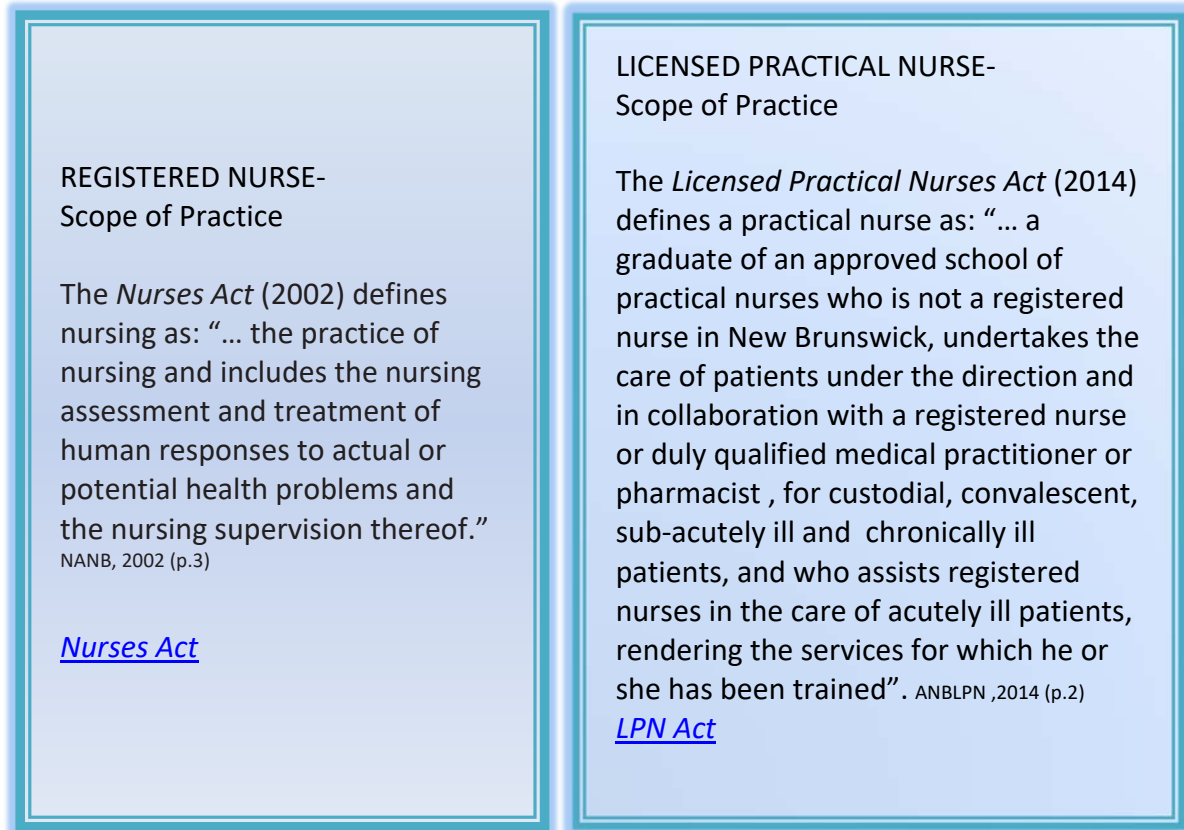 REGISTERED NURSE-
Scope of Practice
The Nurses Act (2002) defines
nursing as: “… the practice of
nursing and includes the nursing
assessment and treatment of
human responses to actual or
potential health problems and
the nursing supervision thereof.”
NANB, 2002 (p.3)
Nurses Act
LICENSED PRACTICAL NURSE-
Scope of Practice
The Licensed Practical Nurses Act (2014)
defines a practical nurse as: “… a
graduate of an approved school of
practical nurses who is not a registered
nurse in New Brunswick, undertakes the
care of patients under the direction and
in collaboration with a registered nurse
or duly qualified medical practitioner or
pharmacist , for custodial, convalescent,
sub-acutely ill and  chronically ill
patients, and who assists registered
nurses in the care of acutely ill patients,
rendering the services for which he or
she has been trained”. ANBLPN ,2014 (p.2)
LPN Act